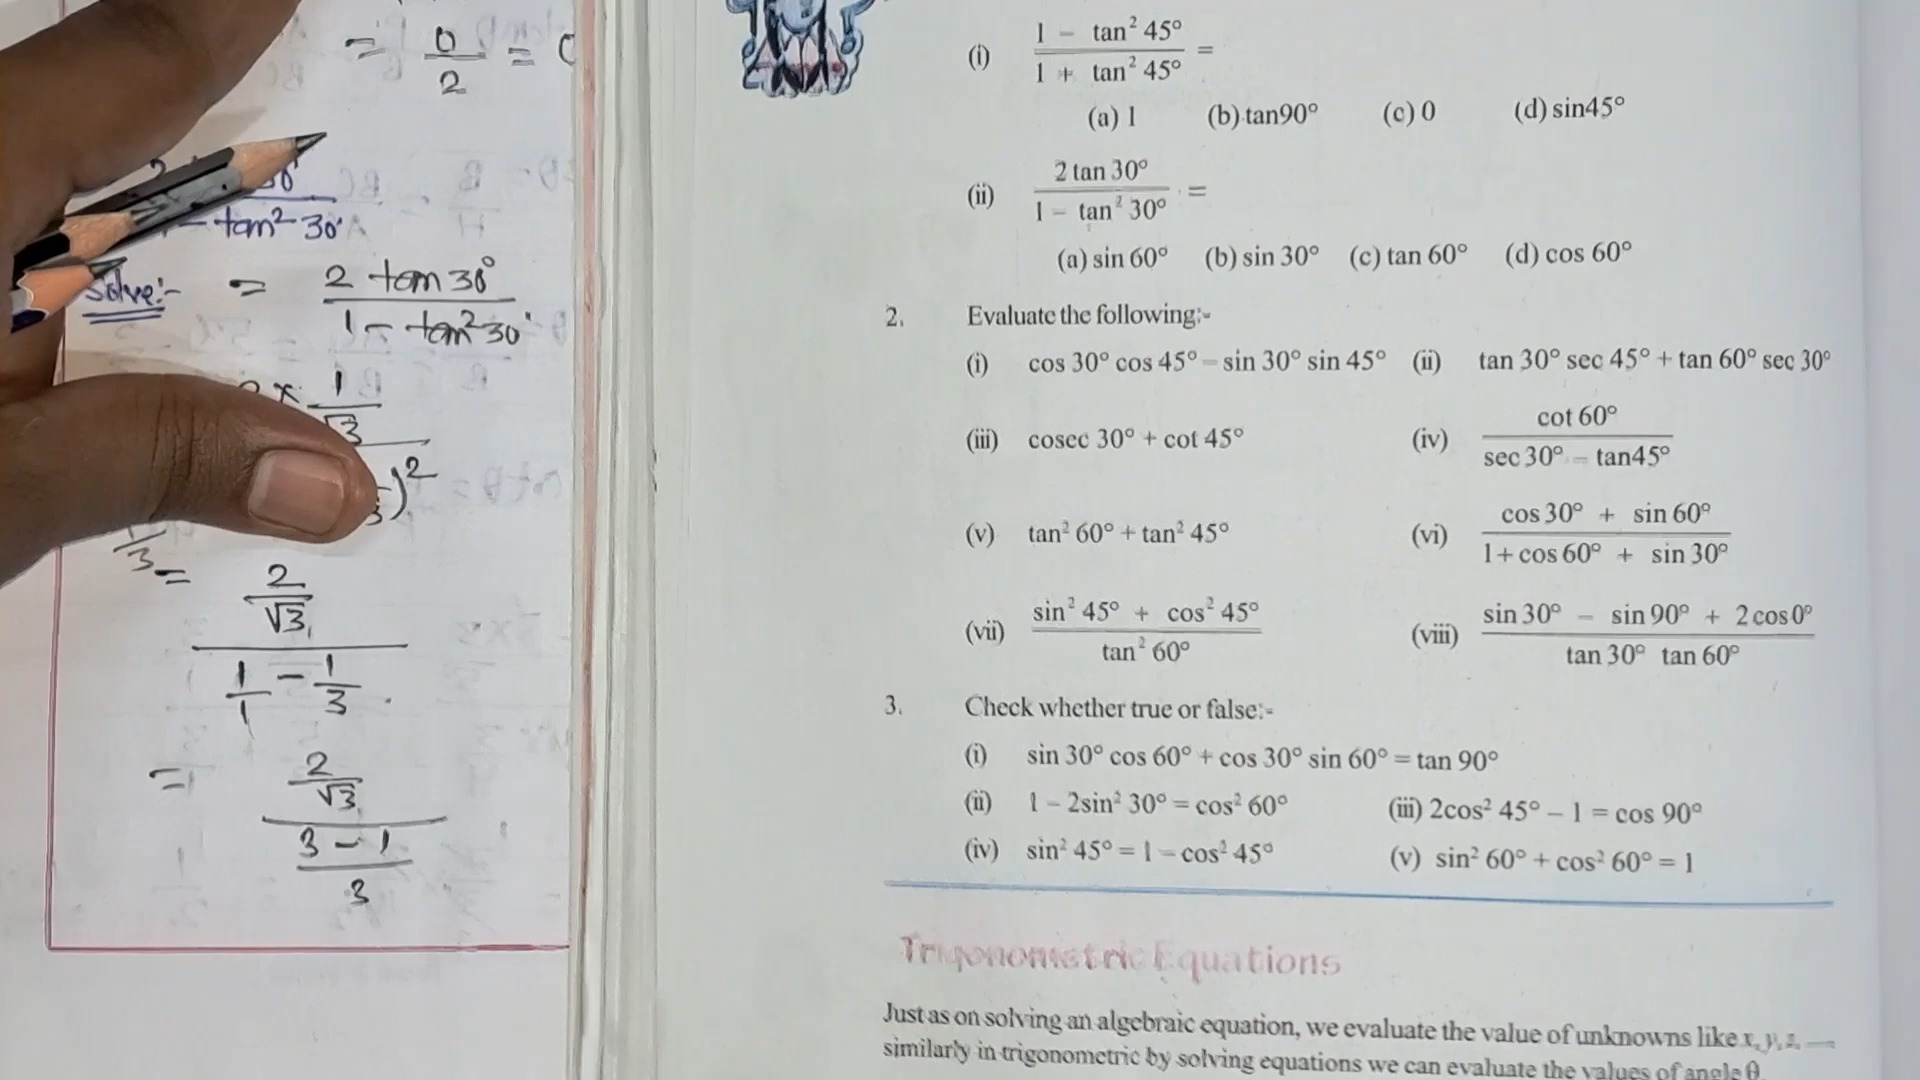 = 0/2 = 0
30°
- tan² 30°
Solve:- = 2 tan 30° / 1 - tan² 30°
2 × 1/√3
)²
1/3
= 2/√3 / 1/1 - 1/3
= 2/√3 / 3 - 1 / 3
(i) 1 – tan² 45° / 1 + tan² 45° =
(a) 1 (b) tan90° (c) 0 (d) sin45°
(ii) 2 tan 30° / 1 – tan² 30° =
(a) sin 60° (b) sin 30° (c) tan 60° (d) cos 60°
2. Evaluate the following:-
(i) cos 30° cos 45° – sin 30° sin 45° (ii) tan 30° sec 45° + tan 60° sec 30°
(iii) cosec 30° + cot 45° (iv) cot 60° / sec 30° – tan45°
(v) tan² 60° + tan² 45° (vi) cos 30° + sin 60° / 1+ cos 60° + sin 30°
(vii) sin² 45° + cos² 45° / tan² 60° (viii) sin 30° – sin 90° + 2 cos 0° / tan 30° tan 60°
3. Check whether true or false:-
(i) sin 30° cos 60° + cos 30° sin 60° = tan 90°
(ii) 1 – 2sin² 30° = cos² 60° (iii) 2cos² 45° – 1 = cos 90°
(iv) sin² 45° = 1 – cos² 45° (v) sin² 60° + cos² 60° = 1
Trigonometric Equations
Just as on solving an algebraic equation, we evaluate the value of unknowns like x, y, z, —
similarly in trigonometric by solving equations we can evaluate the values of angle θ.